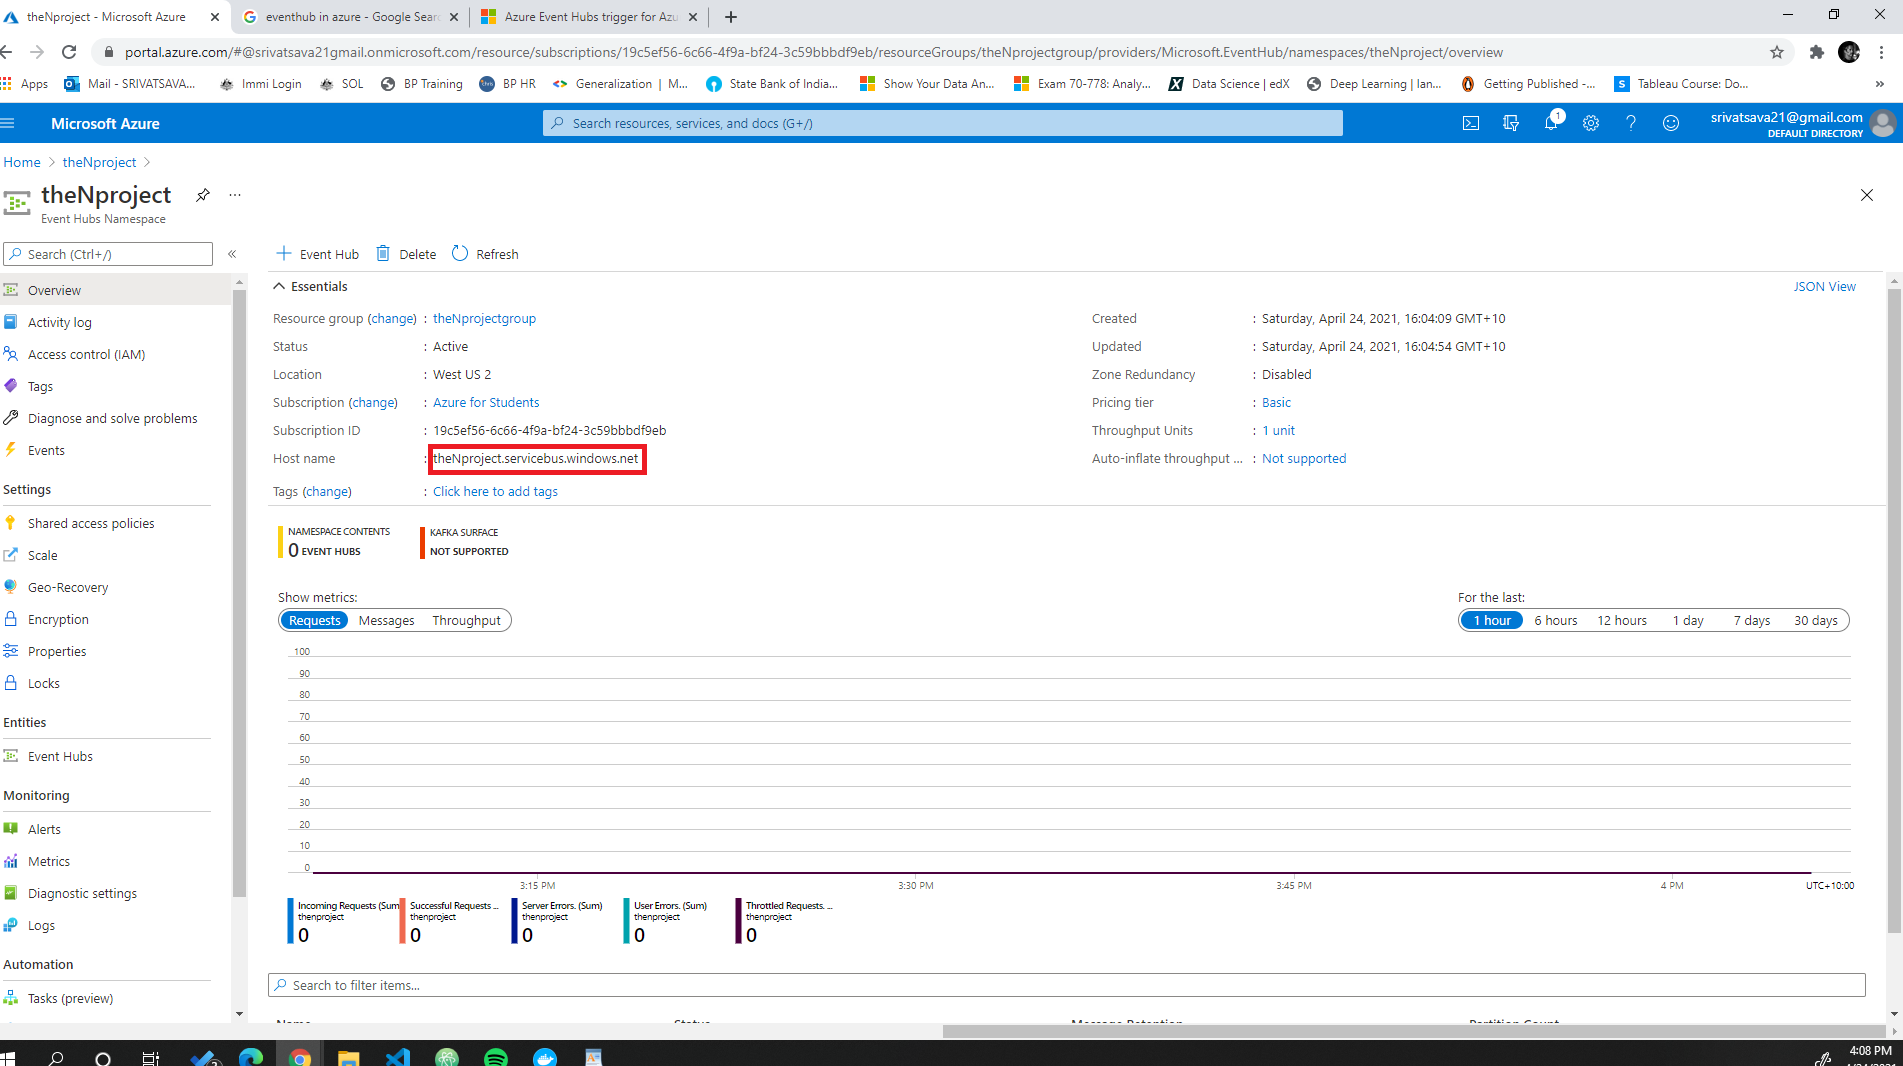 theNproject - Microsoft Azure
eventhub in azure - Google Sear
Azure Event Hubs trigger for Azu
portal.azure.com/#@srivatsava21gmail.onmicrosoft.com/resource/subscriptions/19c5ef56-6c66-4f9a-bf24-3c59bbbdf9eb/resourceGroups/theNprojectgroup/providers/Microsoft.EventHub/namespaces/theNproject/overview
Apps
Mail - SRIVATSAVA...
Immi Login
SOL
BP Training
BP HR
Generalization | M...
State Bank of India...
Show Your Data An...
Exam 70-778: Analy...
Data Science | edX
Deep Learning | Ian...
Getting Published -...
Tableau Course: Do...
»
Microsoft Azure
Search resources, services, and docs (G+/)
1
srivatsava21@gmail.com
DEFAULT DIRECTORY
Home > theNproject >
theNproject
...
Event Hubs Namespace
Search (Ctrl+/)
«
+ Event Hub
Delete
Refresh
Overview
Activity log
Access control (IAM)
Tags
Diagnose and solve problems
Events
Settings
Shared access policies
Scale
Geo-Recovery
Encryption
Properties
Locks
Entities
Event Hubs
Monitoring
Alerts
Metrics
Diagnostic settings
Logs
Automation
Tasks (preview)
Essentials
JSON View
Resource group (change) : theNprojectgroup
Status : Active
Location : West US 2
Subscription (change) : Azure for Students
Subscription ID : 19c5ef56-6c66-4f9a-bf24-3c59bbbdf9eb
Host name : theNproject.servicebus.windows.net
Tags (change) : Click here to add tags
Created : Saturday, April 24, 2021, 16:04:09 GMT+10
Updated : Saturday, April 24, 2021, 16:04:54 GMT+10
Zone Redundancy : Disabled
Pricing tier : Basic
Throughput Units : 1 unit
Auto-inflate throughput ... : Not supported
NAMESPACE CONTENTS
0 EVENT HUBS
KAFKA SURFACE
NOT SUPPORTED
Show metrics:
Requests Messages Throughput
For the last:
1 hour 6 hours 12 hours 1 day 7 days 30 days
100
90
80
70
60
50
40
30
20
10
0
3:15 PM 3:30 PM 3:45 PM 4 PM UTC+10:00
Incoming Requests (Sum)
thenproject
0
Successful Requests ...
thenproject
0
Server Errors. (Sum)
thenproject
0
User Errors. (Sum)
thenproject
0
Throttled Requests. ...
thenproject
0
Search to filter items...
Name Status Message Retention Partition Count
4:08 PM